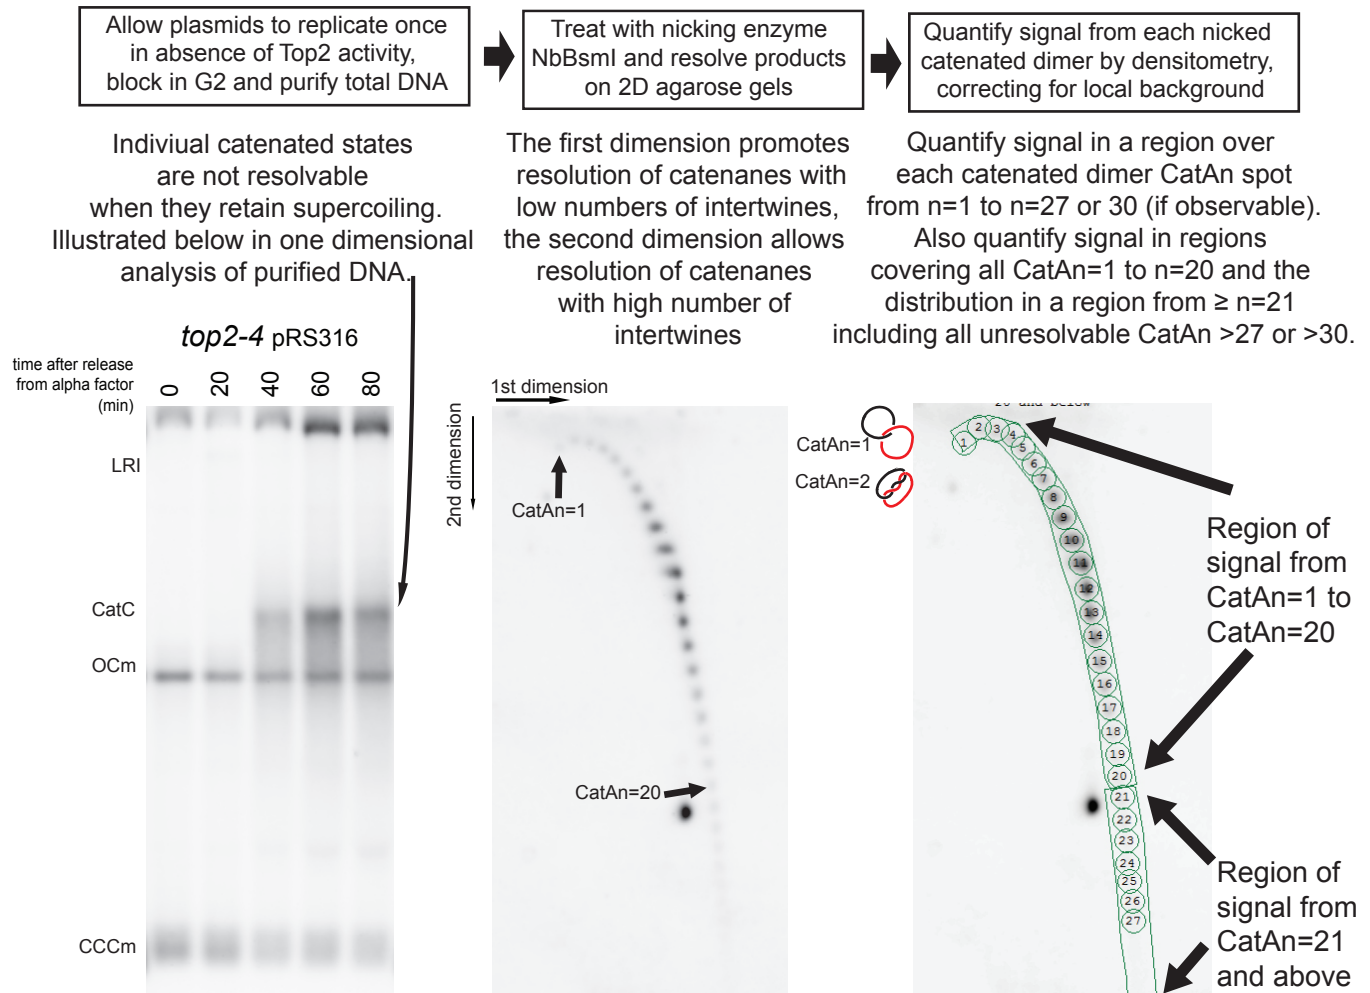 Allow plasmids to replicate once
in absence of Top2 activity,
block in G2 and purify total DNA
Treat with nicking enzyme
NbBsmI and resolve products
on 2D agarose gels
Quantify signal from each nicked
catenated dimer by densitometry,
correcting for local background
Indiviual catenated states
are not resolvable
when they retain supercoiling.
Illustrated below in one dimensional
analysis of purified DNA.
The first dimension promotes
resolution of catenanes with
low numbers of intertwines,
the second dimension allows
resolution of catenanes
with high number of
intertwines
Quantify signal in a region over
each catenated dimer CatAn spot
from n=1 to n=27 or 30 (if observable).
Also quantify signal in regions
covering all CatAn=1 to n=20 and the
distribution in a region from ≥ n=21
including all unresolvable CatAn >27 or >30.
top2-4 pRS316
time after release
from alpha factor
(min)
0 20 40 60 80
LRI
CatC
OCm
CCCm
1st dimension
2nd dimension
CatAn=1
CatAn=20
20 and below
CatAn=1
CatAn=2
1
2
3
4
5
6
7
8
9
10
11
12
13
14
15
16
17
18
19
20
21
22
23
24
25
26
27
Region of
signal from
CatAn=1 to
CatAn=20
Region of
signal from
CatAn=21
and above